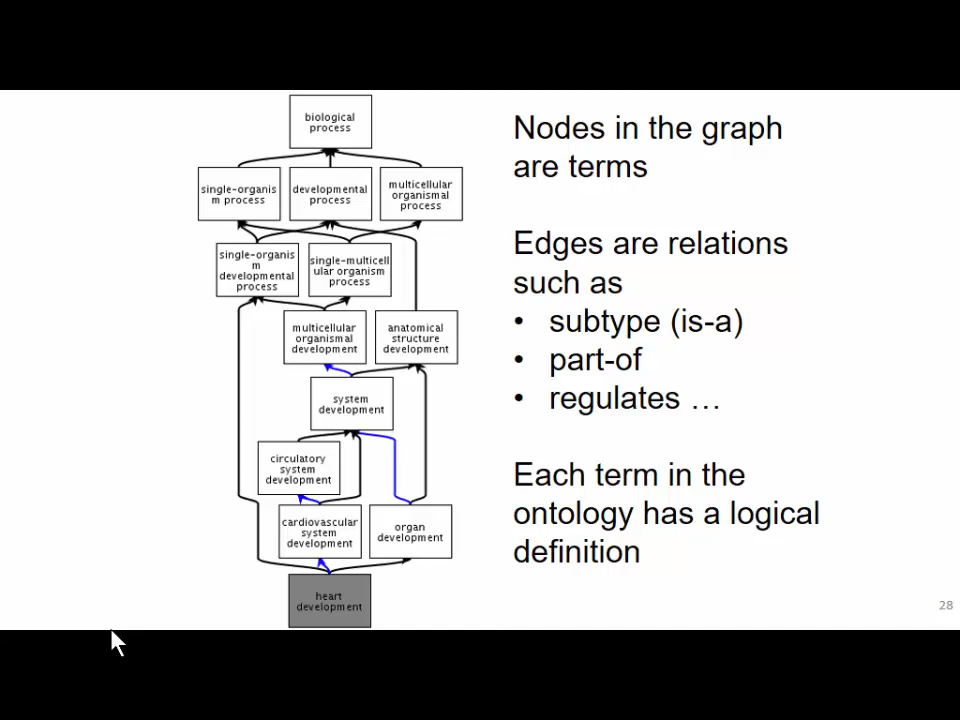 biological
process
single-organis
m process
developmental
process
multicellular
organismal
process
single-organis
m
developmental
process
single-multicell
ular organism
process
multicellular
organismal
development
anatomical
structure
development
system
development
circulatory
system
development
cardiovascular
system
development
organ
development
heart
development
Nodes in the graph
are terms
Edges are relations
such as
• subtype (is-a)
• part-of
• regulates …
Each term in the
ontology has a logical
definition
28